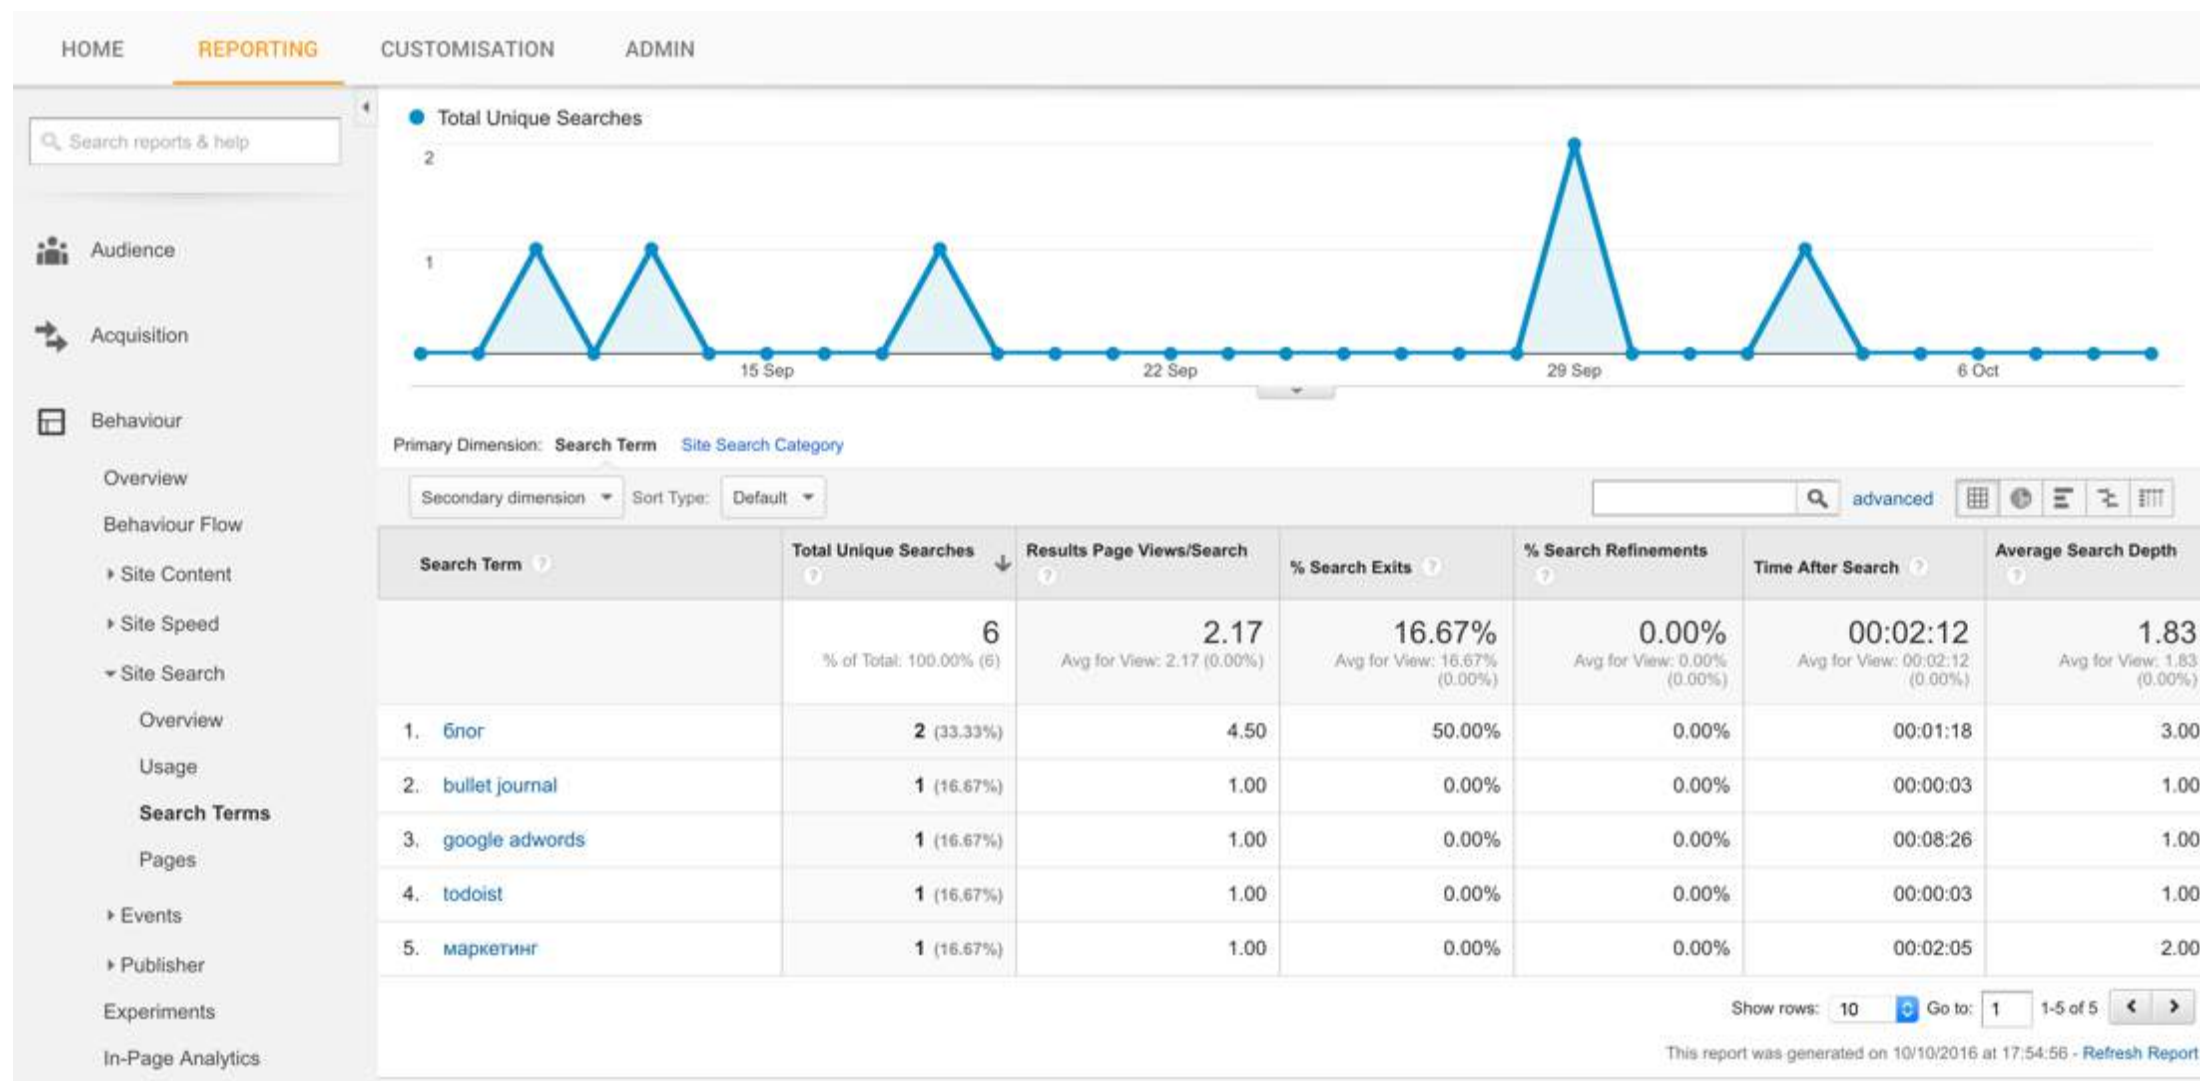 HOME REPORTING CUSTOMISATION ADMIN
Search reports & help
Audience
Acquisition
Behaviour
Overview
Behaviour Flow
Site Content
Site Speed
Site Search
Overview
Usage
Search Terms
Pages
Events
Publisher
Experiments
In-Page Analytics
Total Unique Searches
2
1
15 Sep 22 Sep 29 Sep 6 Oct
Primary Dimension: Search Term Site Search Category
Secondary dimension Sort Type: Default advanced
Search Term ? Total Unique Searches ? Results Page Views/Search ? % Search Exits ? % Search Refinements ? Time After Search ? Average Search Depth ?
6 2.17 16.67% 0.00% 00:02:12 1.83
% of Total: 100.00% (6) Avg for View: 2.17 (0.00%) Avg for View: 16.67% Avg for View: 0.00% Avg for View: 00:02:12 Avg for View: 1.83
(0.00%) (0.00%) (0.00%) (0.00%)
1. блог 2 (33.33%) 4.50 50.00% 0.00% 00:01:18 3.00
2. bullet journal 1 (16.67%) 1.00 0.00% 0.00% 00:00:03 1.00
3. google adwords 1 (16.67%) 1.00 0.00% 0.00% 00:08:26 1.00
4. todoist 1 (16.67%) 1.00 0.00% 0.00% 00:00:03 1.00
5. маркетинг 1 (16.67%) 1.00 0.00% 0.00% 00:02:05 2.00
Show rows: 10 Go to: 1 1-5 of 5
This report was generated on 10/10/2016 at 17:54:56 - Refresh Report